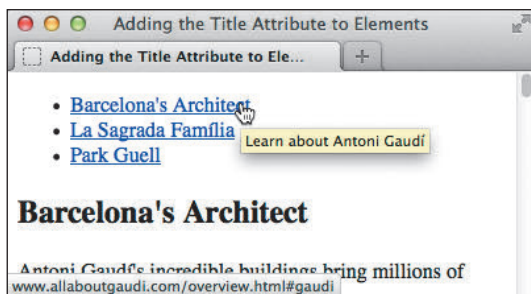 Adding the Title Attribute to Elements
Adding the Title Attribute to Ele...
+
• Barcelona's Architect
• La Sagrada Família
Learn about Antoni Gaudí
• Park Guell
Barcelona's Architect
Antoni Gaudí's incredible buildings bring millions of
www.allaboutgaudi.com/overview.html#gaudi